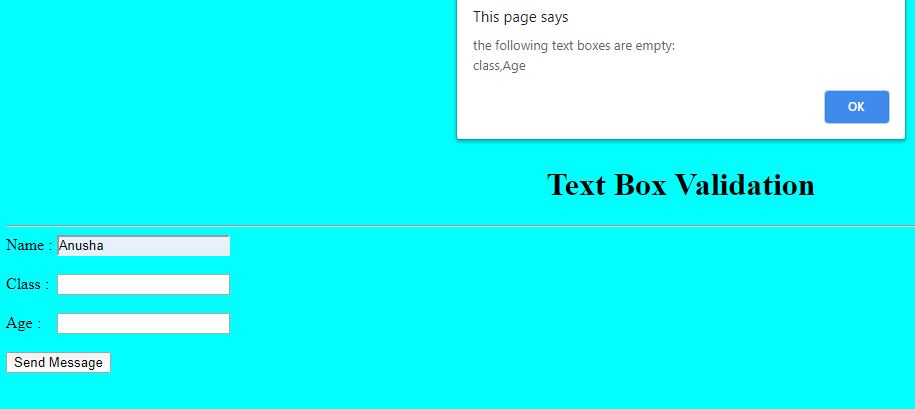 This page says
the following text boxes are empty:
class,Age
OK
Text Box Validation
Name : Anusha
Class :
Age :
Send Message